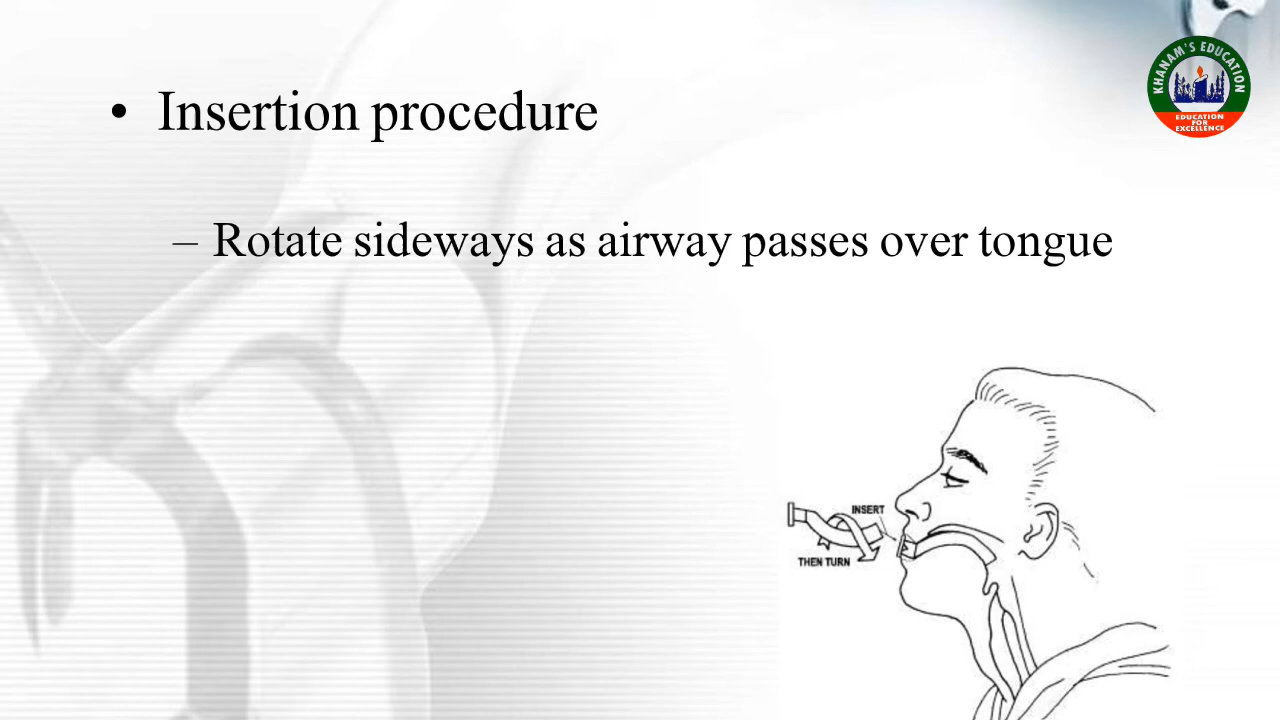 • Insertion procedure
– Rotate sideways as airway passes over tongue
KHANAM'S EDUCATION
EDUCATION
FOR
EXCELLENCE
INSERT
THEN TURN